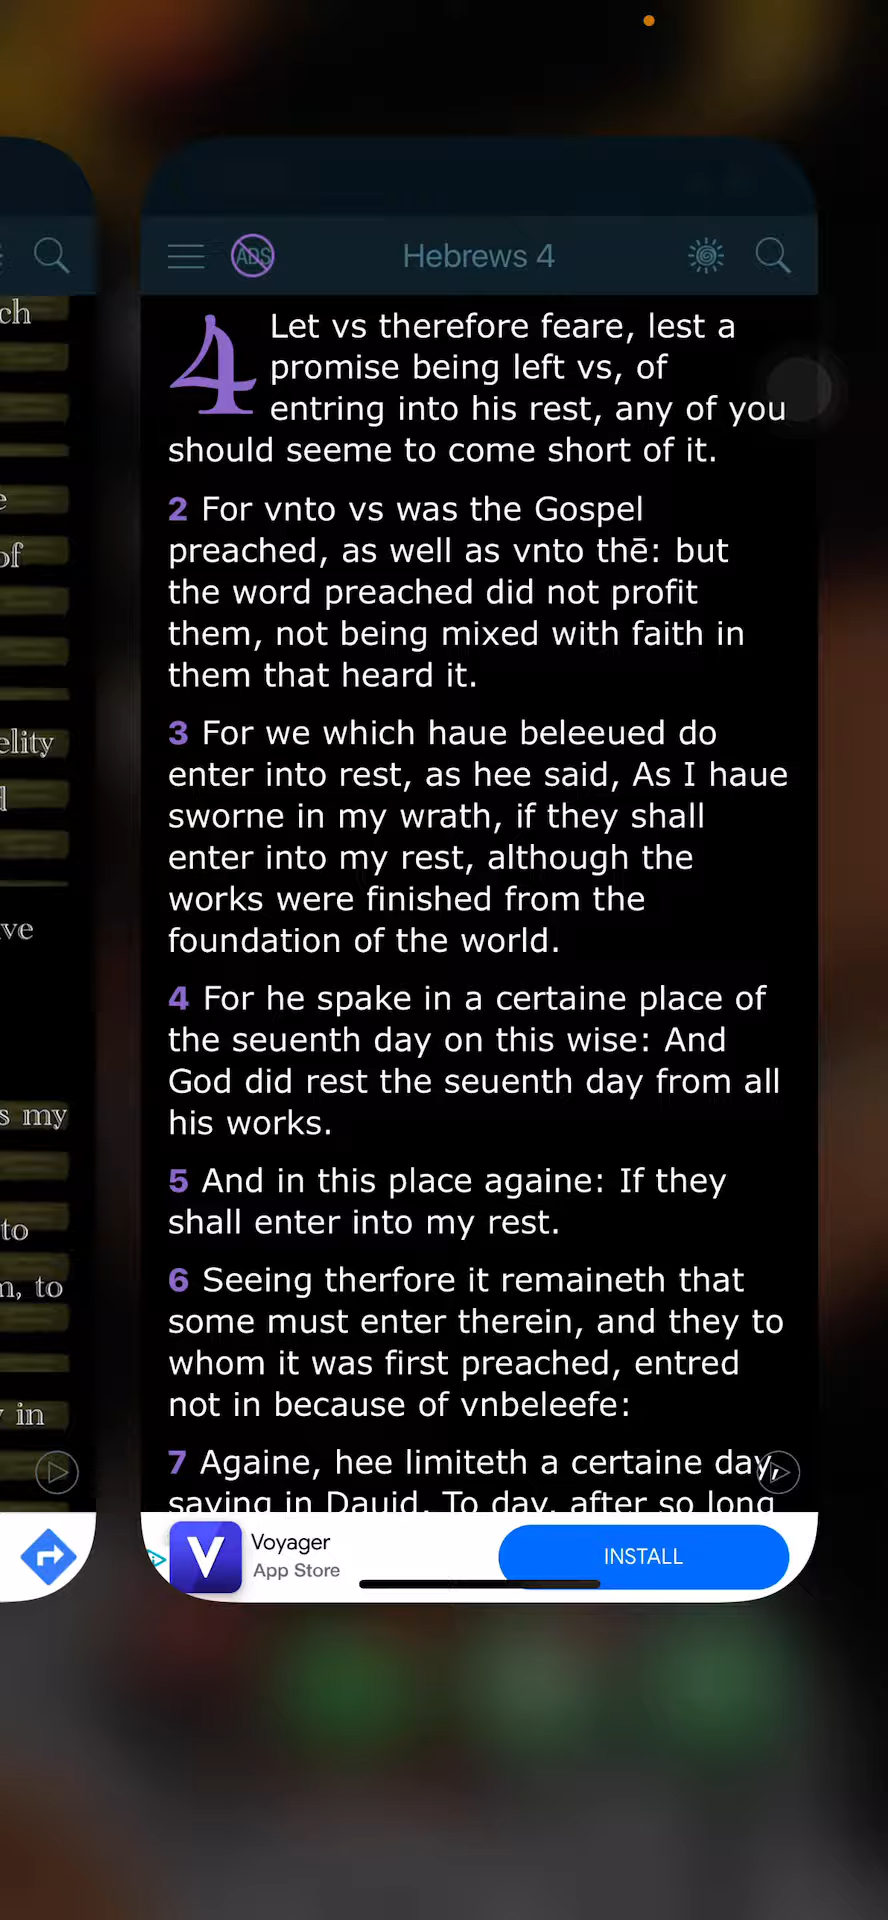 ch
e
of
elity
d
ve
s my
to
n, to
y in
ADS
Hebrews 4
4 Let vs therefore feare, lest a
promise being left vs, of
entring into his rest, any of you
should seeme to come short of it.
2 For vnto vs was the Gospel
preached, as well as vnto thē: but
the word preached did not profit
them, not being mixed with faith in
them that heard it.
3 For we which haue beleeued do
enter into rest, as hee said, As I haue
sworne in my wrath, if they shall
enter into my rest, although the
works were finished from the
foundation of the world.
4 For he spake in a certaine place of
the seuenth day on this wise: And
God did rest the seuenth day from all
his works.
5 And in this place againe: If they
shall enter into my rest.
6 Seeing therfore it remaineth that
some must enter therein, and they to
whom it was first preached, entred
not in because of vnbeleefe:
7 Againe, hee limiteth a certaine day,
saying in Dauid, To day, after so long
V
Voyager
App Store
INSTALL